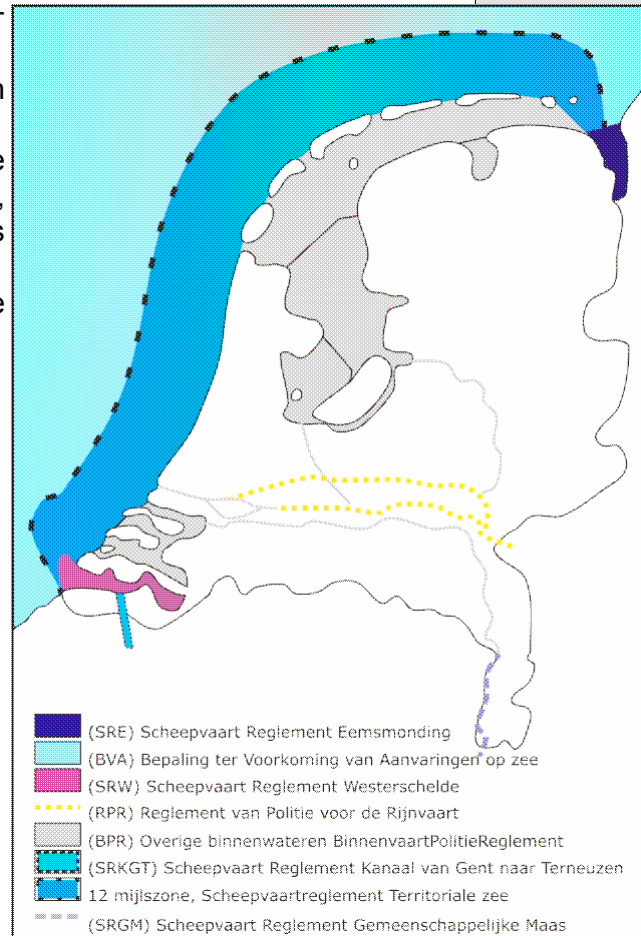 (SRE) Scheepvaart Reglement Eemsmonding
(BVA) Bepaling ter Voorkoming van Aanvaringen op zee
(SRW) Scheepvaart Reglement Westerschelde
(RPR) Reglement van Politie voor de Rijnvaart
(BPR) Overige binnenwateren BinnenvaartPolitieReglement
(SRKGT) Scheepvaart Reglement Kanaal van Gent naar Terneuzen
12 mijlszone, Scheepvaartreglement Territoriale zee
(SRGM) Scheepvaart Reglement Gemeenschappelijke Maas